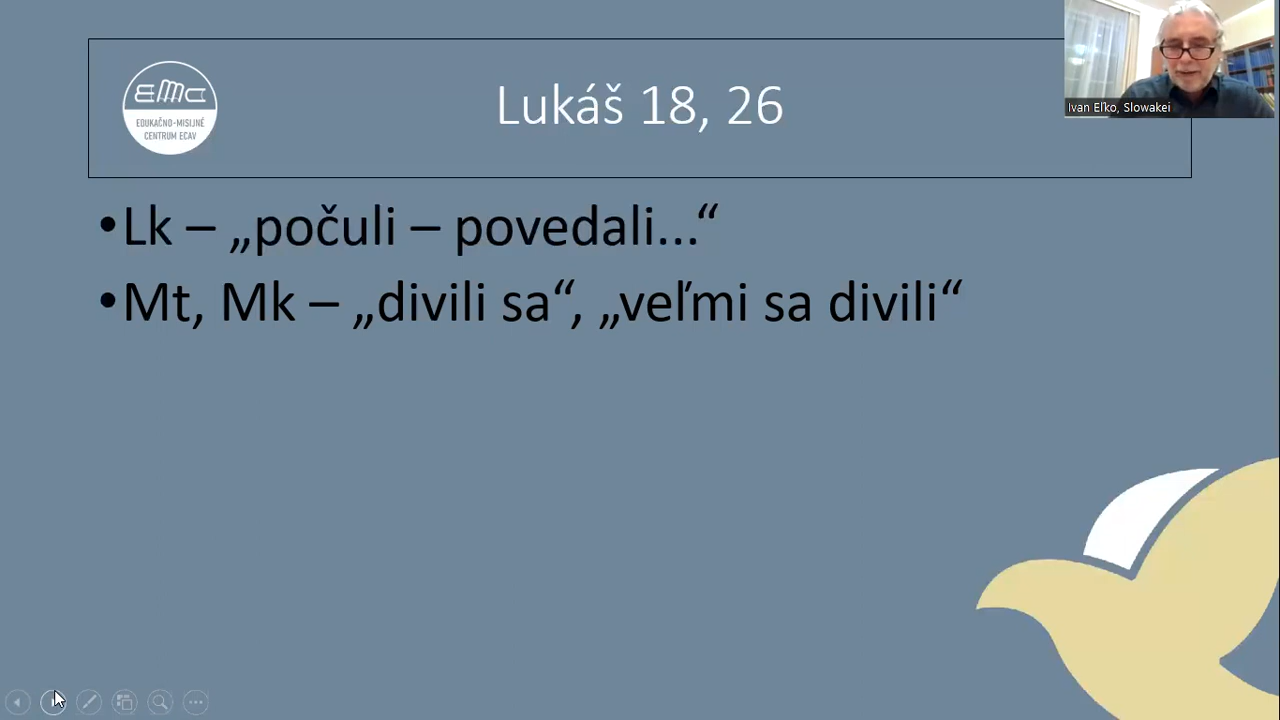 EMC
EDUKAČNO-MISIJNÉ
CENTRUM ECAV
Lukáš 18, 26
Ivan Eľko, Slowakei
•Lk – „počuli – povedali...“
•Mt, Mk – „divili sa“, „veľmi sa divili“